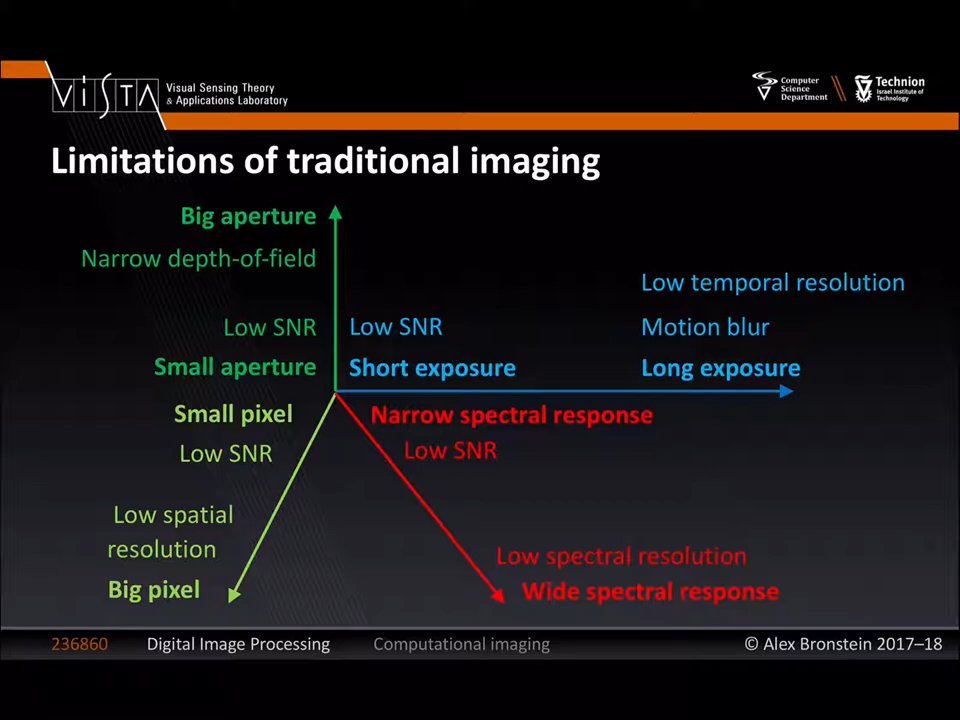 ViSTA Visual Sensing Theory
& Applications Laboratory
Computer
Science
Department
Technion
Israel Institute of
Technology
Limitations of traditional imaging
Big aperture
Narrow depth-of-field
Low temporal resolution
Low SNR
Low SNR
Motion blur
Small aperture
Short exposure
Long exposure
Small pixel
Narrow spectral response
Low SNR
Low SNR
Low spatial
resolution
Low spectral resolution
Big pixel
Wide spectral response
236860 Digital Image Processing Computational imaging © Alex Bronstein 2017–18